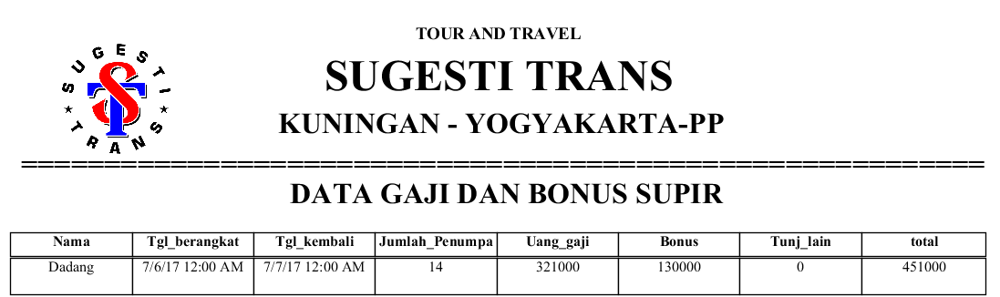 TOUR AND TRAVEL
SUGESTI TRANS
SUGESTI TRANS
ST
KUNINGAN - YOGYAKARTA-PP
================================================================
DATA GAJI DAN BONUS SUPIR
Nama Tgl_berangkat Tgl_kembali Jumlah_Penumpa Uang_gaji Bonus Tunj_lain total
Dadang 7/6/17 12:00 AM 7/7/17 12:00 AM 14 321000 130000 0 451000